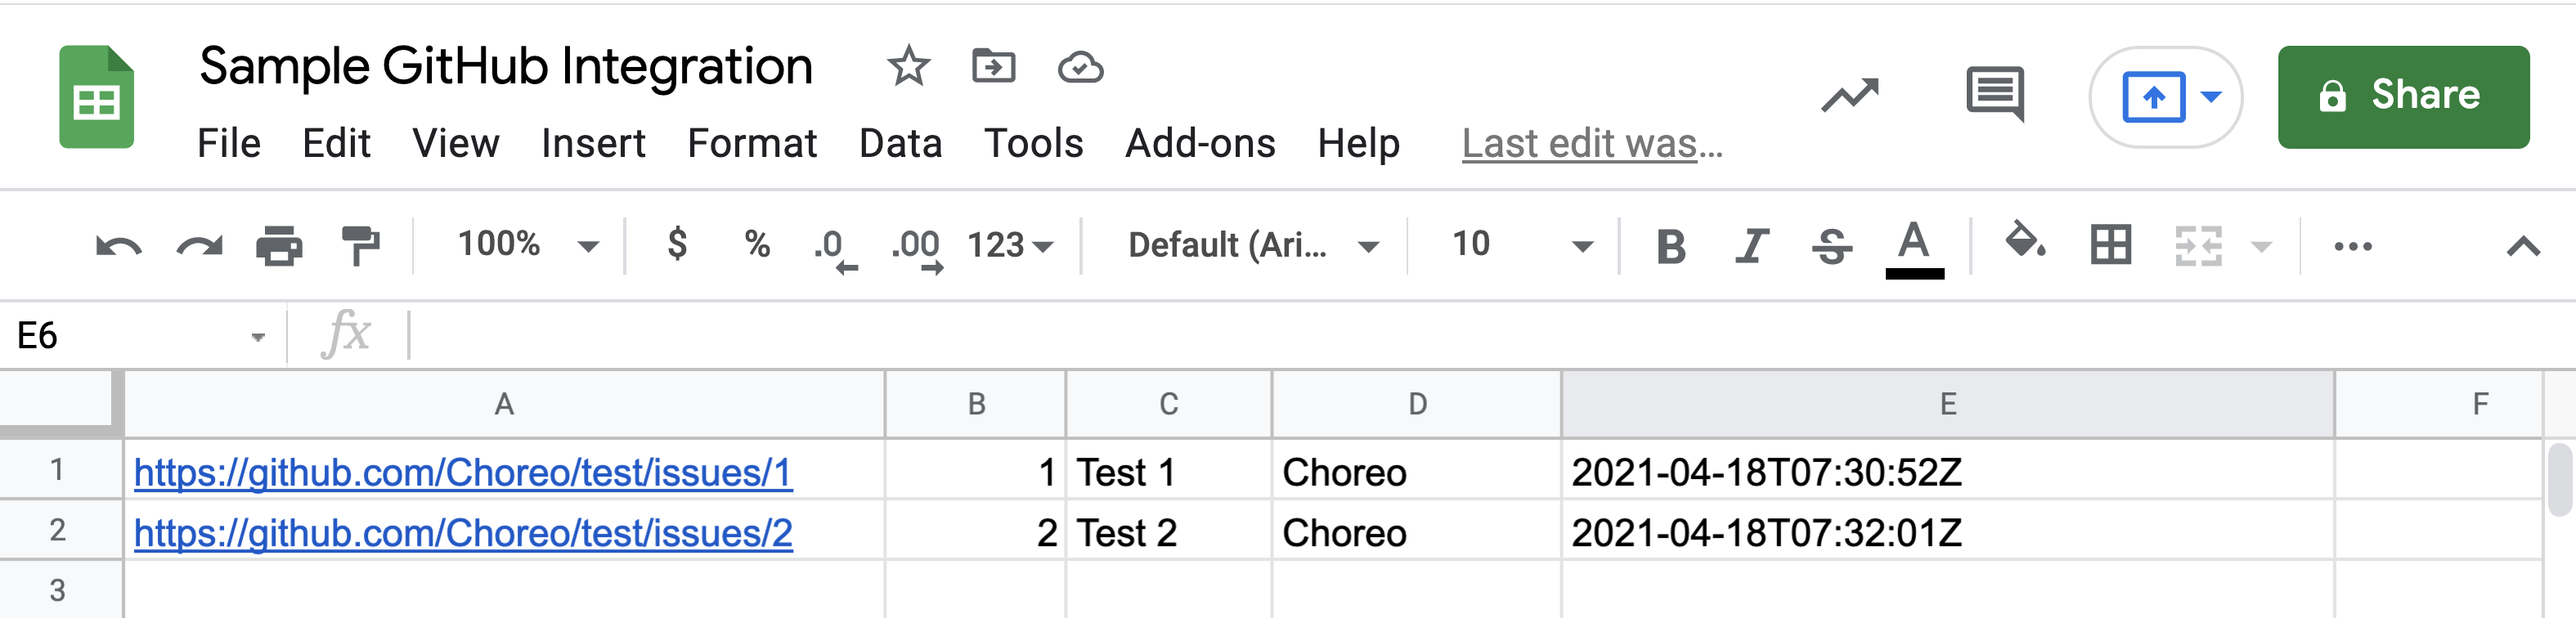 Sample GitHub Integration
File Edit View Insert Format Data Tools Add-ons Help Last edit was... Share
100% $ % .0 .00 123 Default (Ari... 10 B I S A
E6 fx
A B C D E F
1 https://github.com/Choreo/test/issues/1 1 Test 1 Choreo 2021-04-18T07:30:52Z
2 https://github.com/Choreo/test/issues/2 2 Test 2 Choreo 2021-04-18T07:32:01Z
3